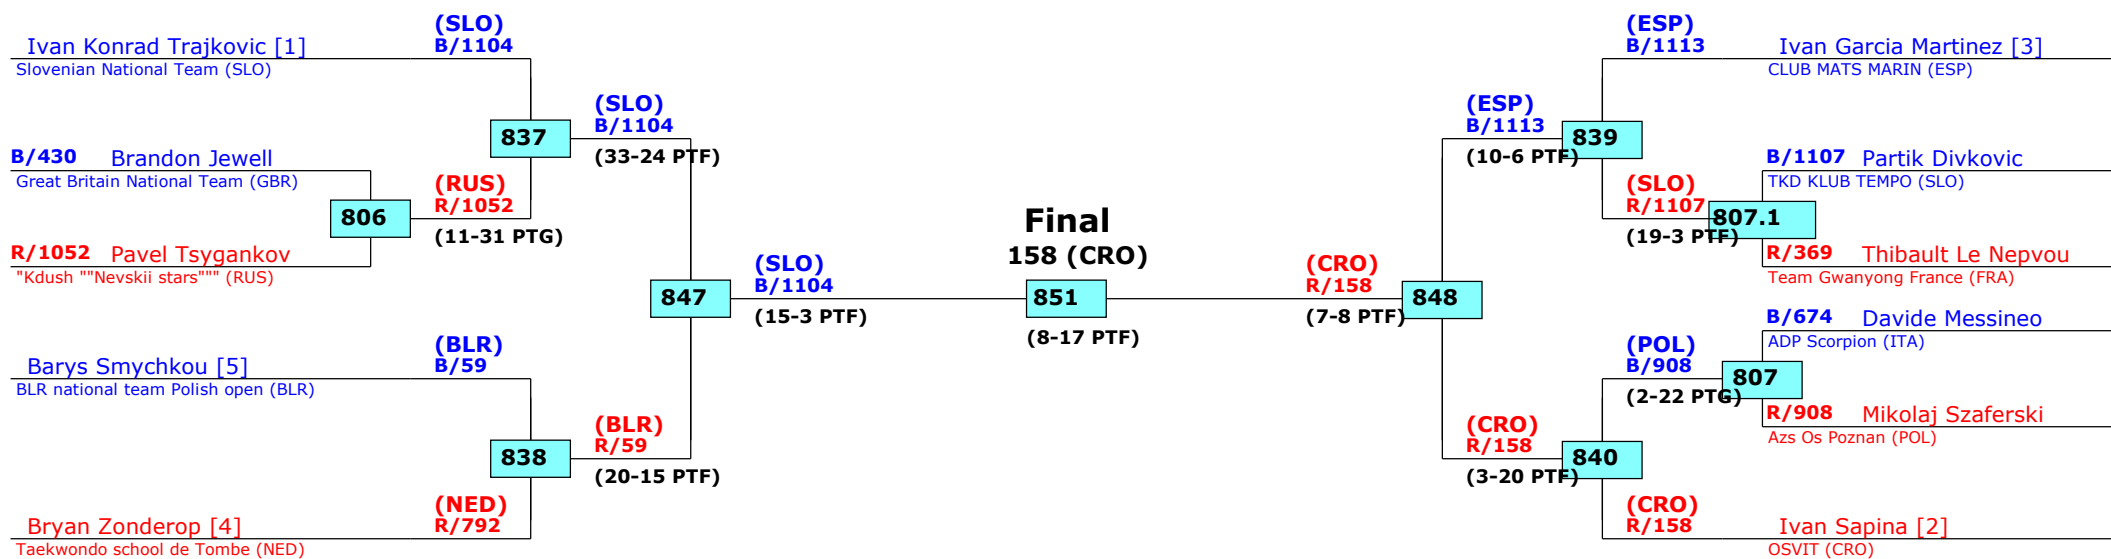 (SLO)
B/1104
Ivan Konrad Trajkovic [1]
Slovenian National Team (SLO)
(SLO)
B/1104
837
(33-24 PTF)
B/430 Brandon Jewell
Great Britain National Team (GBR)
(RUS)
R/1052
806
(11-31 PTG)
R/1052 Pavel Tsygankov
"Kdush ""Nevskii stars""" (RUS)
(SLO)
B/1104
847
(15-3 PTF)
(BLR)
B/59
Barys Smychkou [5]
BLR national team Polish open (BLR)
(BLR)
R/59
838
(20-15 PTF)
(NED)
R/792
Bryan Zonderop [4]
Taekwondo school de Tombe (NED)
Final
158 (CRO)
851
(8-17 PTF)
(CRO)
R/158
848
(7-8 PTF)
(ESP)
B/1113
Ivan Garcia Martinez [3]
CLUB MATS MARIN (ESP)
(ESP)
B/1113
839
(10-6 PTF)
B/1107 Partik Divkovic
TKD KLUB TEMPO (SLO)
(SLO)
R/1107
807.1
(19-3 PTF)
R/369 Thibault Le Nepvou
Team Gwanyong France (FRA)
B/674 Davide Messineo
ADP Scorpion (ITA)
(POL)
B/908
807
(2-22 PTG)
R/908 Mikolaj Szaferski
Azs Os Poznan (POL)
(CRO)
R/158
840
(3-20 PTF)
(CRO)
R/158
Ivan Sapina [2]
OSVIT (CRO)